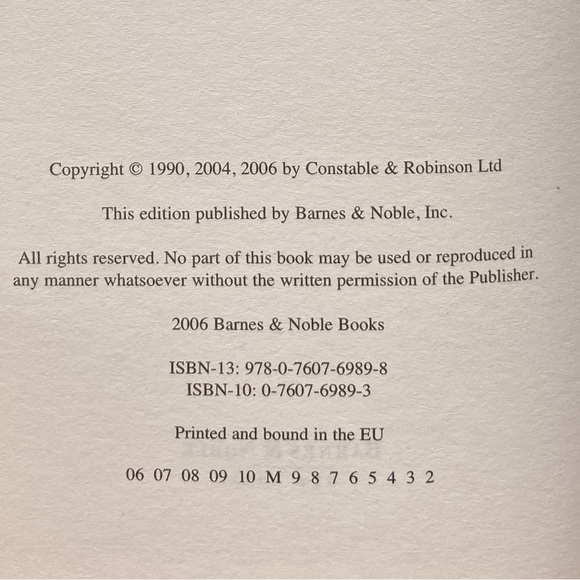 Copyright © 1990, 2004, 2006 by Constable & Robinson Ltd
This edition published by Barnes & Noble, Inc.
All rights reserved. No part of this book may be used or reproduced in
any manner whatsoever without the written permission of the Publisher.
2006 Barnes & Noble Books
ISBN-13: 978-0-7607-6989-8
ISBN-10: 0-7607-6989-3
Printed and bound in the EU
06 07 08 09 10 M 9 8 7 6 5 4 3 2